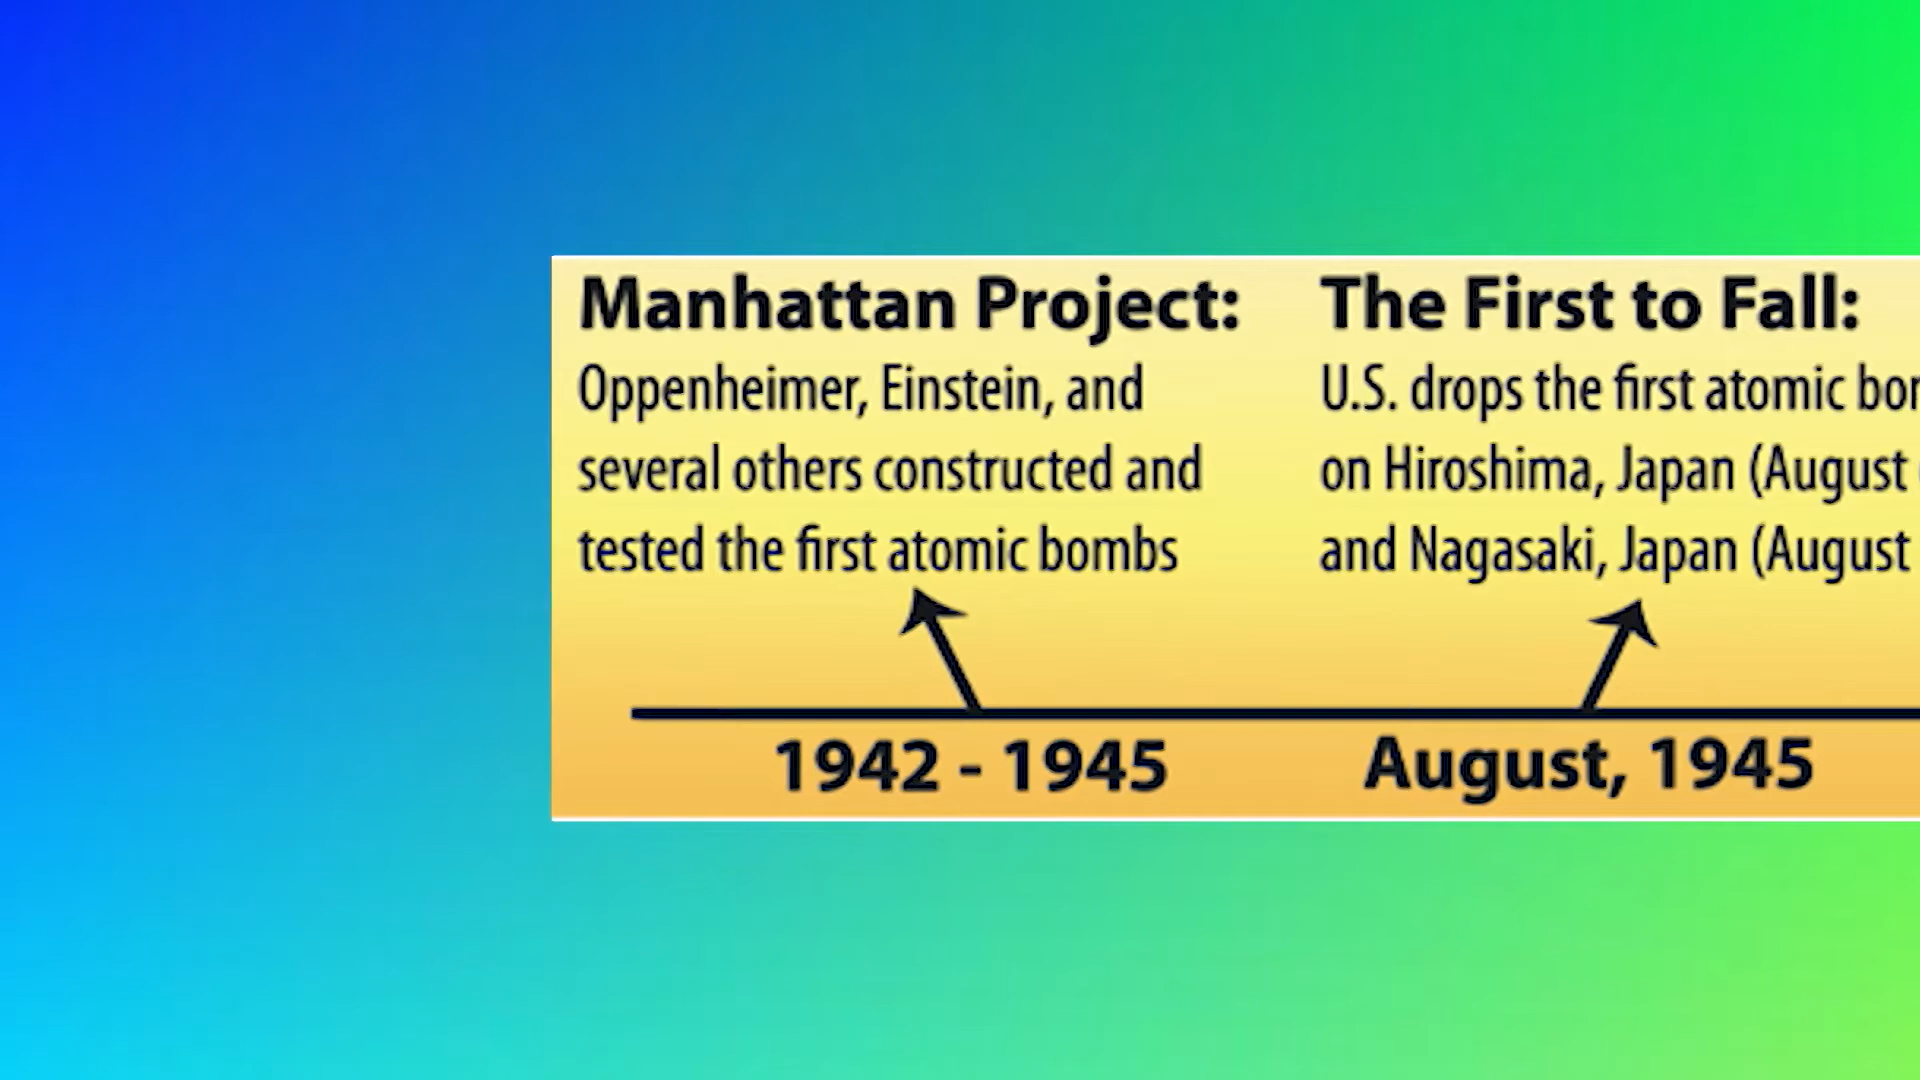 Manhattan Project:
Oppenheimer, Einstein, and
several others constructed and
tested the first atomic bombs
1942 - 1945
The First to Fall:
U.S. drops the first atomic
on Hiroshima, Japan (August
and Nagasaki, Japan (August
August, 1945